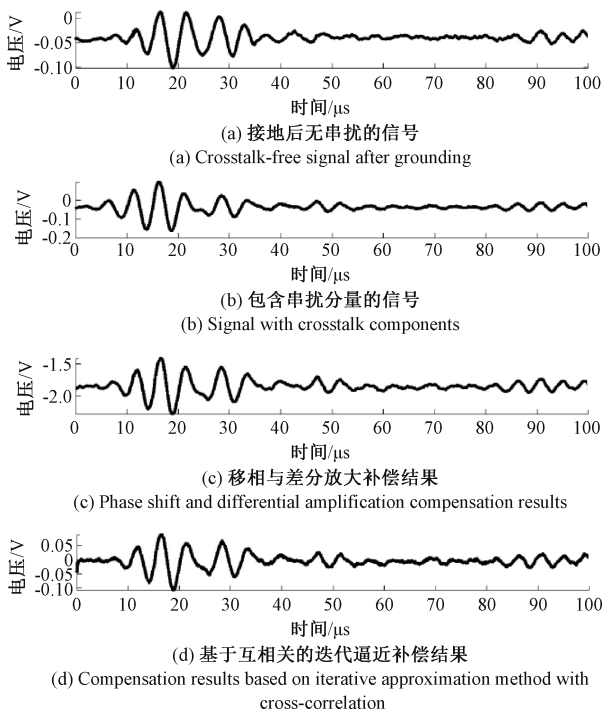 电压/V
0
-0.05
-0.10
0 10 20 30 40 50 60 70 80 90 100
时间/μs
(a) 接地后无串扰的信号
(a) Crosstalk-free signal after grounding
电压/V
0
-0.1
-0.2
0 10 20 30 40 50 60 70 80 90 100
时间/μs
(b) 包含串扰分量的信号
(b) Signal with crosstalk components
电压/V
-1.5
-2.0
0 10 20 30 40 50 60 70 80 90 100
时间/μs
(c) 移相与差分放大补偿结果
(c) Phase shift and differential amplification compensation results
电压/V
0.05
0
-0.05
-0.10
0 10 20 30 40 50 60 70 80 90 100
时间/μs
(d) 基于互相关的迭代逼近补偿结果
(d) Compensation results based on iterative approximation method with
cross-correlation